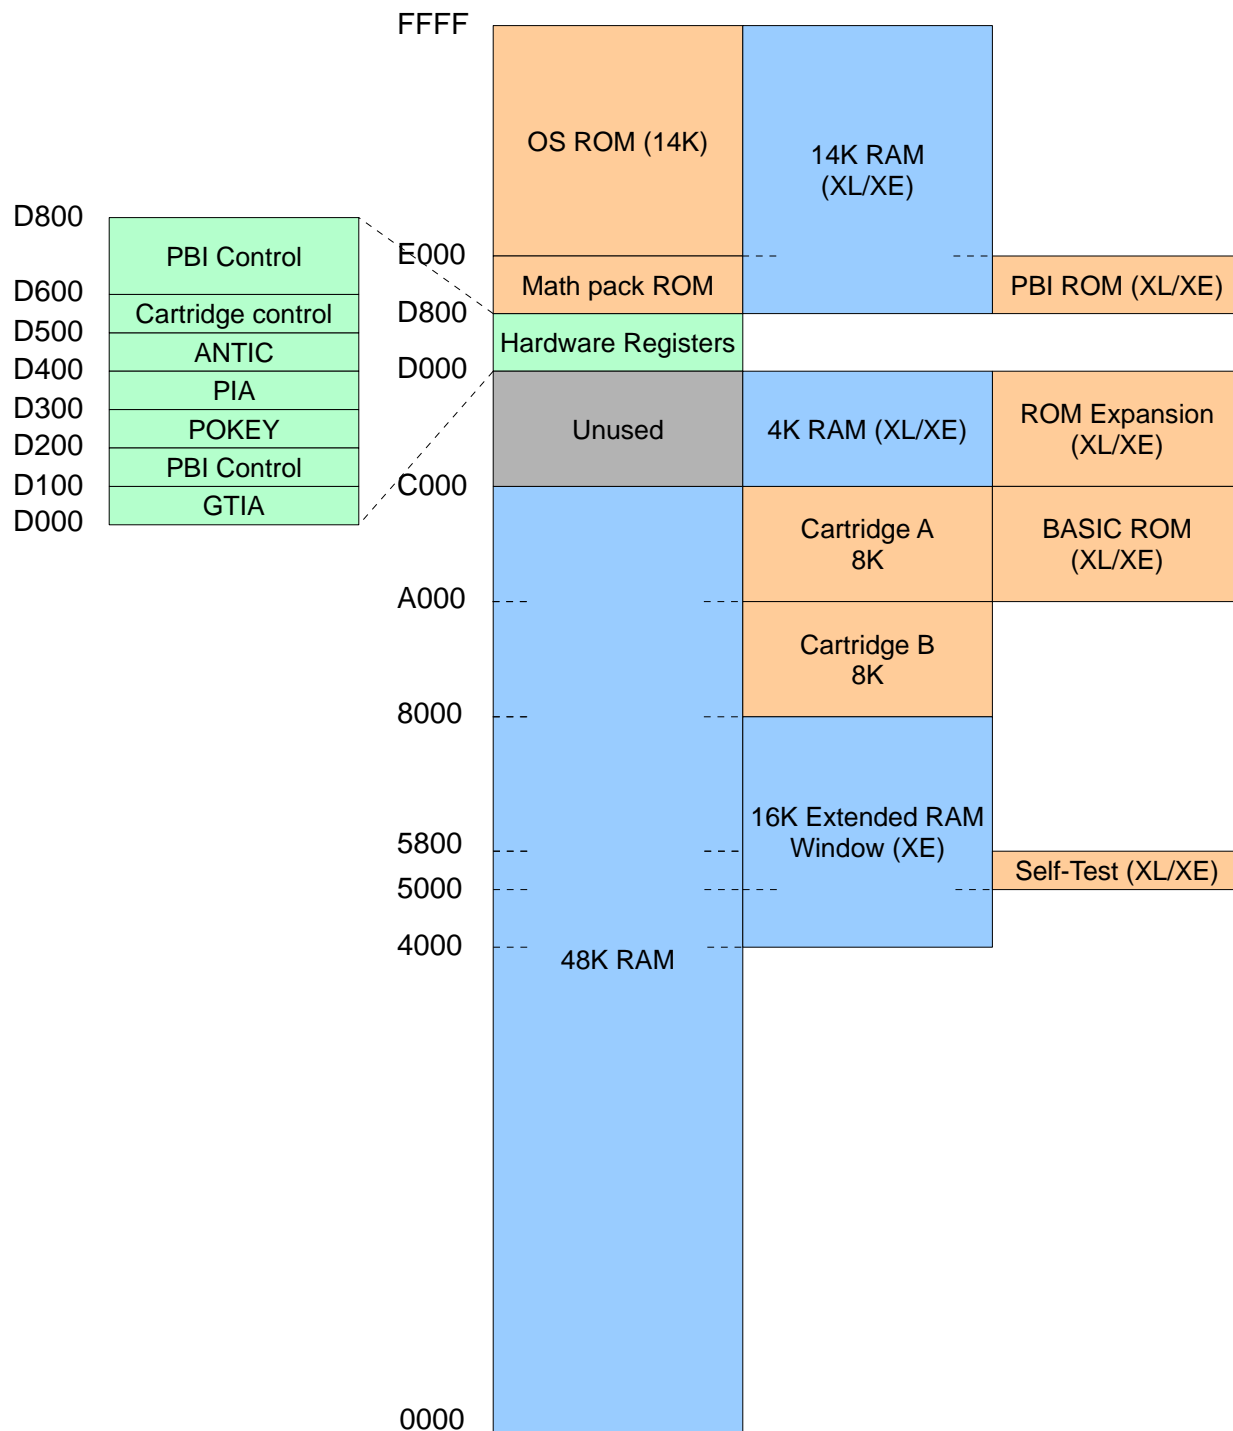 FFFF
OS ROM (14K)
14K RAM
(XL/XE)
D800
PBI Control
E000
Math pack ROM
PBI ROM (XL/XE)
D600
Cartridge control
D800
Hardware Registers
D500
ANTIC
D400
D000
PIA
D300
POKEY
Unused
4K RAM (XL/XE)
ROM Expansion
(XL/XE)
D200
PBI Control
D100
C000
GTIA
D000
Cartridge A
8K
BASIC ROM
(XL/XE)
A000
Cartridge B
8K
8000
16K Extended RAM
Window (XE)
5800
Self-Test (XL/XE)
5000
4000
48K RAM
0000